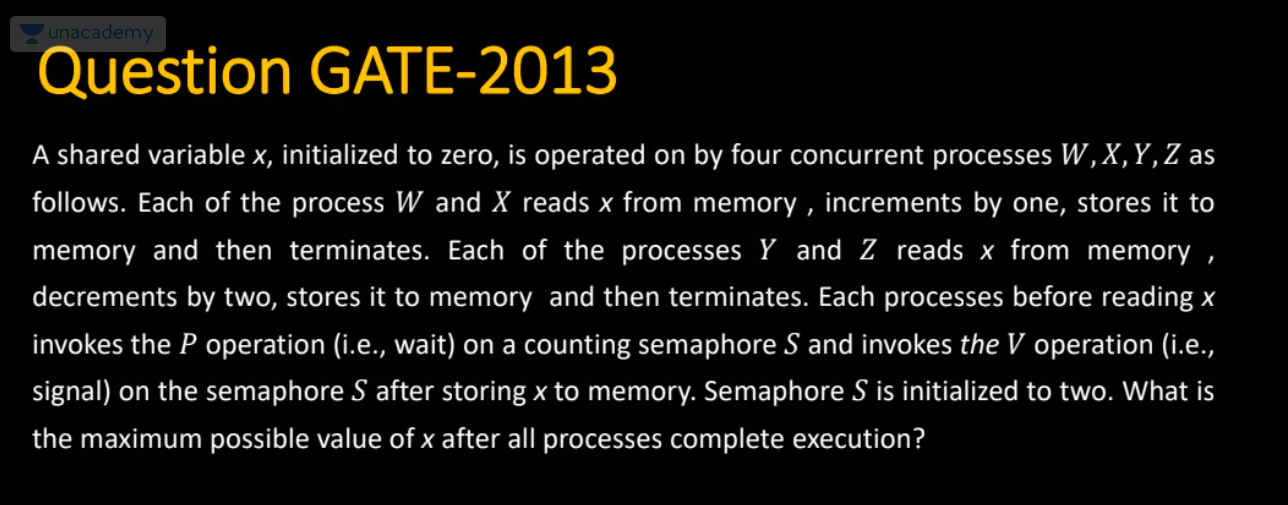 unacademy
Question GATE-2013
A shared variable x, initialized to zero, is operated on by four concurrent processes W, X, Y, Z as
follows. Each of the process W and X reads x from memory , increments by one, stores it to
memory and then terminates. Each of the processes Y and Z reads x from memory ,
decrements by two, stores it to memory and then terminates. Each processes before reading x
invokes the P operation (i.e., wait) on a counting semaphore S and invokes the V operation (i.e.,
signal) on the semaphore S after storing x to memory. Semaphore S is initialized to two. What is
the maximum possible value of x after all processes complete execution?